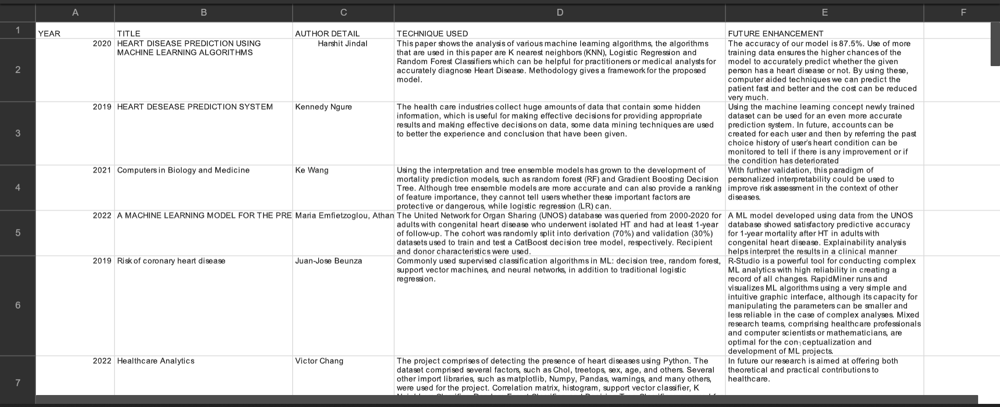 A B C D E F
1 YEAR TITLE AUTHOR DETAIL TECHNIQUE USED FUTURE ENHANCEMENT
2
2020
HEART DISEASE PREDICTION USING
MACHINE LEARNING ALGORITHMS
Harshit Jindal
This paper shows the analysis of various machine learning algorithms, the algorithms
that are used in this paper are K nearest neighbors (KNN), Logistic Regression and
Random Forest Classifiers which can be helpful for practitioners or medical analysts for
accurately diagnose Heart Disease. Methodology gives a framework for the proposed
model.
The accuracy of our model is 87.5%. Use of more
training data ensures the higher chances of the
model to accurately predict whether the given
person has a heart disease or not. By using these,
computer aided techniques we can predict the
patient fast and better and the cost can be reduced
very much.
3
2019
HEART DESEASE PREDICTION SYSTEM
Kennedy Ngure
The health care industries collect huge amounts of data that contain some hidden
information, which is useful for making effective decisions for providing appropriate
results and making effective decisions on data, some data mining techniques are used
to better the experience and conclusion that have been given.
Using the machine learning concept newly trained
dataset can be used for an even more accurate
prediction system. In future, accounts can be
created for each user and then by referring the past
choice history of user's heart condition can be
monitored to tell if there is any improvement or if
the condition has deteriorated
4
2021
Computers in Biology and Medicine
Ke Wang
Using the interpretation and tree ensemble models has grown to the development of
mortality prediction models, such as random forest (RF) and Gradient Boosting Decision
Tree. Although tree ensemble models are more accurate and can also provide a ranking
of feature importance, they cannot tell users whether these important factors are
protective or dangerous, while logistic regression (LR) can.
With further validation, this paradigm of
personalized interpretability could be used to
improve risk assessment in the context of other
diseases.
5
2022
A MACHINE LEARNING MODEL FOR THE PRE
Maria Emfietzoglou, Athan
The United Network for Organ Sharing (UNOS) database was queried from 2000-2020 for
adults with congenital heart disease who underwent isolated HT and had at least 1-year
of follow-up. The cohort was randomly split into derivation (70%) and validation (30%)
datasets used to train and test a CatBoost decision tree model, respectively. Recipient
and donor characteristics were used.
A ML model developed using data from the UNOS
database showed satisfactory predictive accuracy
for 1-year mortality after HT in adults with
congenital heart disease. Explainability analysis
helps interpret the results in a clinical manner
6
2019
Risk of coronary heart disease
Juan-Jose Beunza
Commonly used supervised classification algorithms in ML: decision tree, random forest,
support vector machines, and neural networks, in addition to traditional logistic
regression.
R-Studio is a powerful tool for conducting complex
ML analytics with high reliability in creating a
record of all changes. RapidMiner runs and
visualizes ML algorithms using a very simple and
intuitive graphic interface, although its capacity for
manipulating the parameters can be smaller and
less reliable in the case of complex analyses. Mixed
research teams, comprising healthcare professionals
and computer scientists or mathematicians, are
optimal for the con¬ceptualization and
development of ML projects.
7
2022
Healthcare Analytics
Victor Chang
The project comprises of detecting the presence of heart diseases using Python. The
dataset comprised several factors, such as Chol, treetops, sex, age, and others. Several
other import libraries, such as matplotlib, Numpy, Pandas, warnings, and many others,
were used for the project. Correlation matrix, histogram, support vector classifier, K
In future our research is aimed at offering both
theoretical and practical contributions to
healthcare.